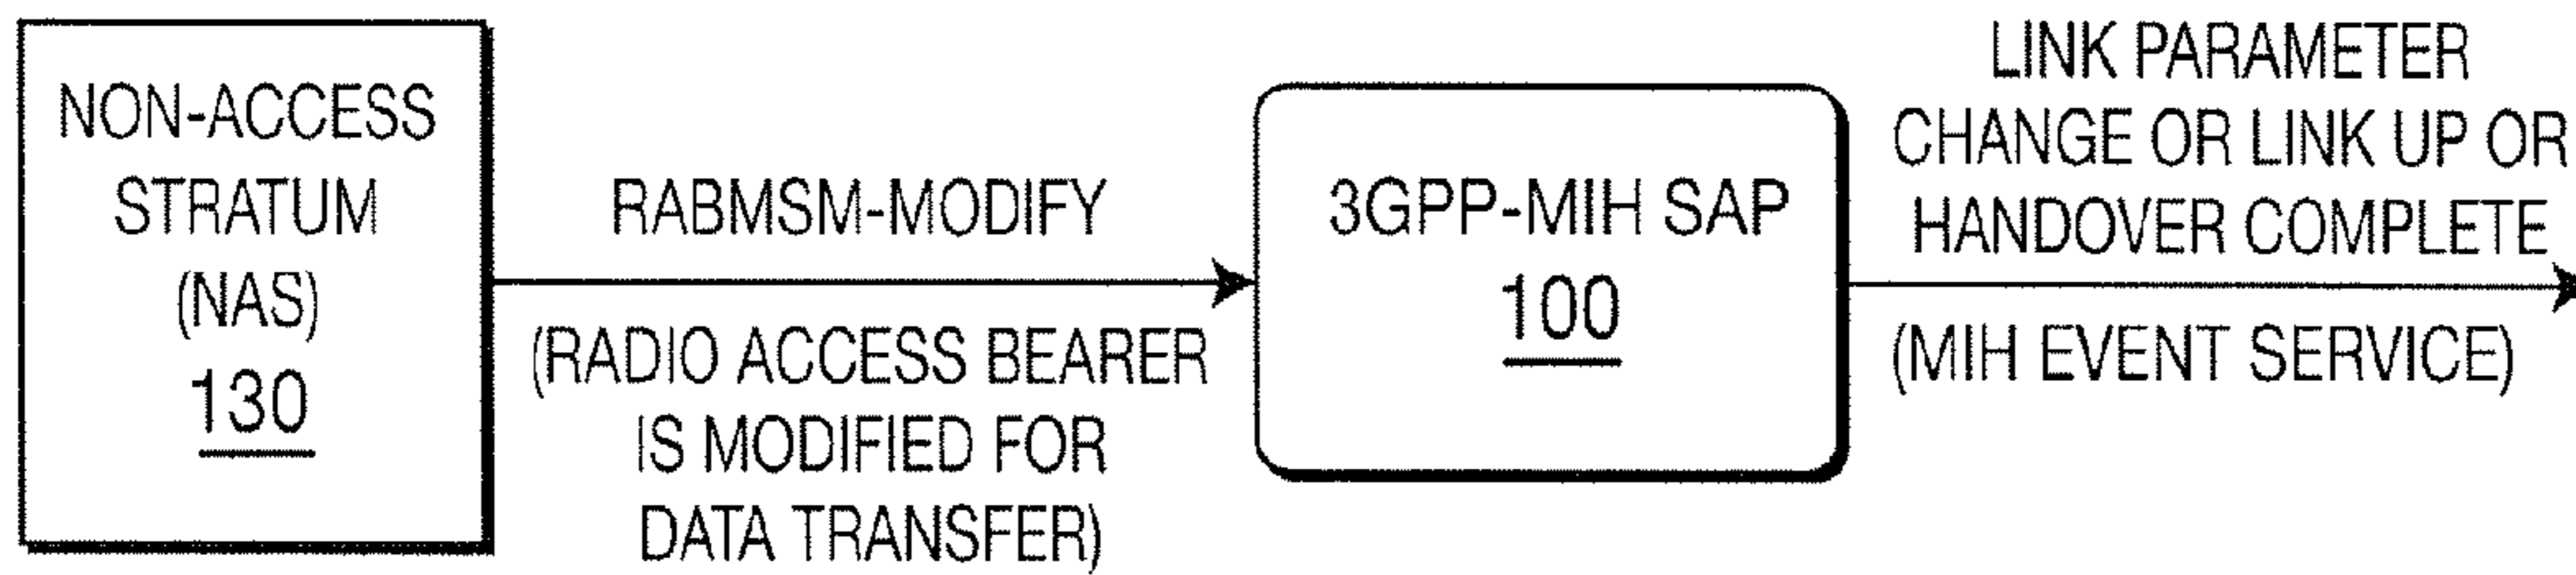 NON-ACCESS
STRATUM
(NAS)
130
RABMSM-MODIFY
(RADIO ACCESS BEARER
IS MODIFIED FOR
DATA TRANSFER)
3GPP-MIH SAP
100
LINK PARAMETER
CHANGE OR LINK UP OR
HANDOVER COMPLETE
(MIH EVENT SERVICE)